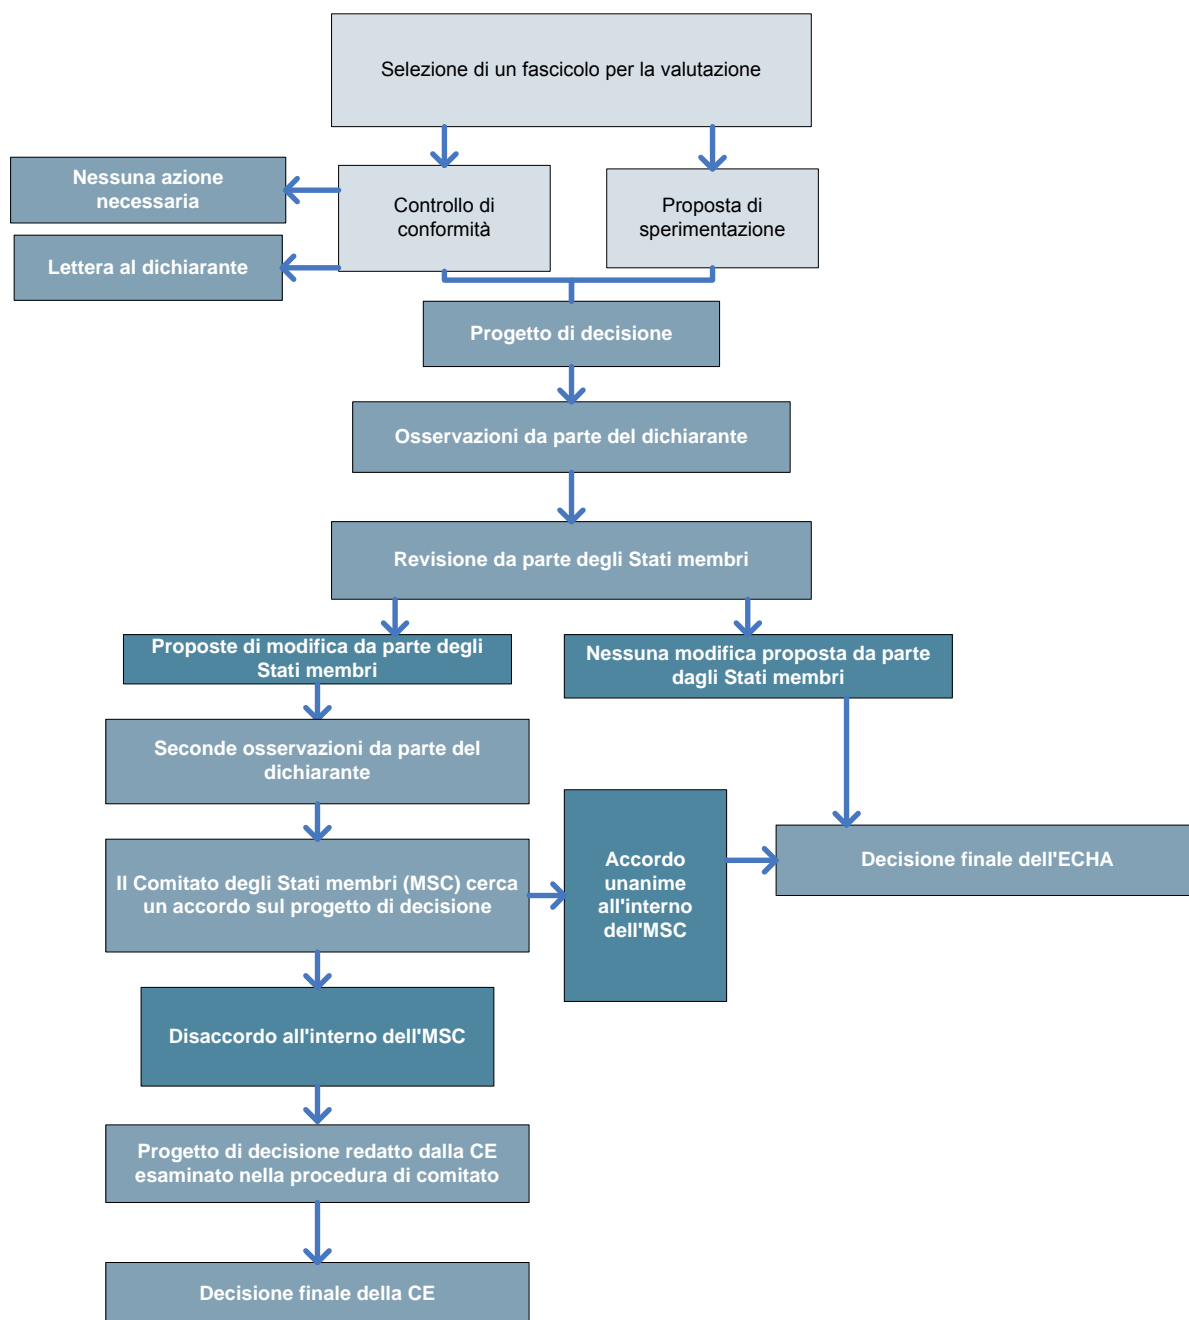 Selezione di un fascicolo per la valutazione
Nessuna azione
necessaria
Controllo di
conformità
Proposta di
sperimentazione
Lettera al dichiarante
Progetto di decisione
Osservazioni da parte del dichiarante
Revisione da parte degli Stati membri
Proposte di modifica da parte degli
Stati membri
Nessuna modifica proposta da parte
dagli Stati membri
Seconde osservazioni da parte del
dichiarante
Il Comitato degli Stati membri (MSC) cerca
un accordo sul progetto di decisione
Accordo
unanime
all'interno
dell'MSC
Decisione finale dell'ECHA
Disaccordo all'interno dell'MSC
Progetto di decisione redatto dalla CE
esaminato nella procedura di comitato
Decisione finale della CE